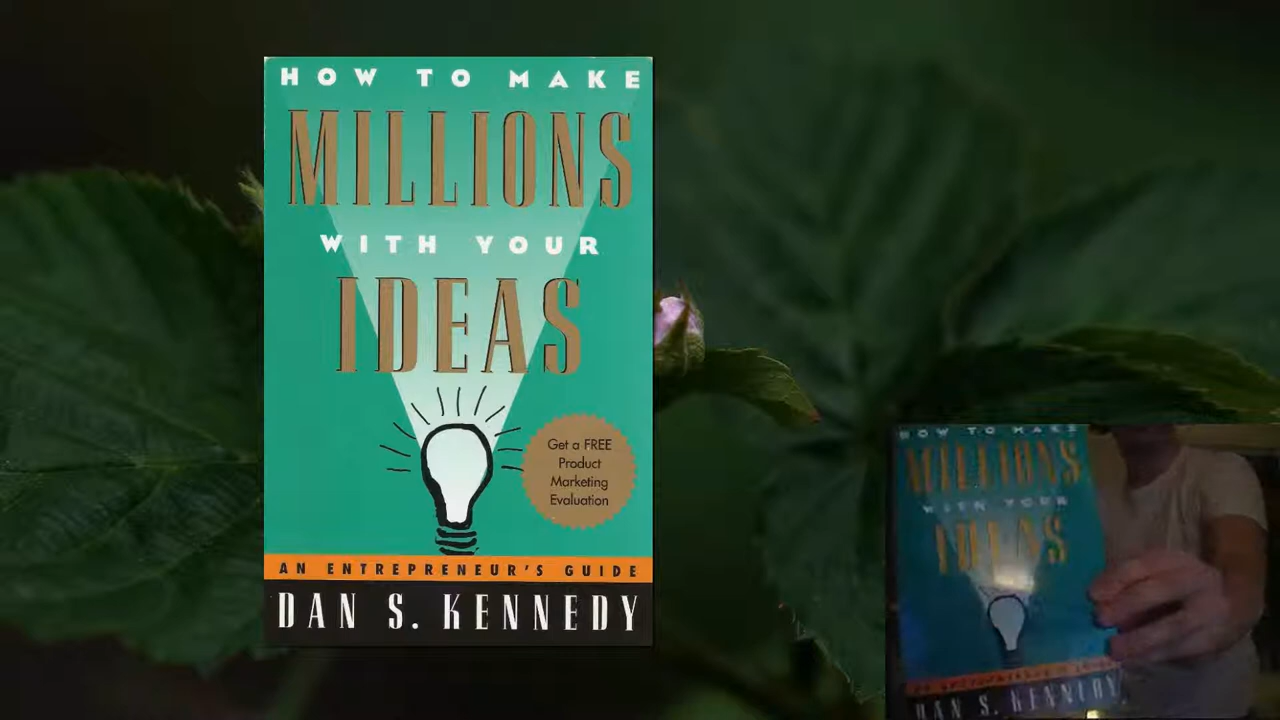 HOW TO MAKE
MILLIONS
WITH YOUR
IDEAS
Get a FREE
Product
Marketing
Evaluation
AN ENTREPRENEUR'S GUIDE
DAN S. KENNEDY
HOW TO MAKE
MILLIONS
WITH YOUR
IDEAS
DAN S. KENNEDY